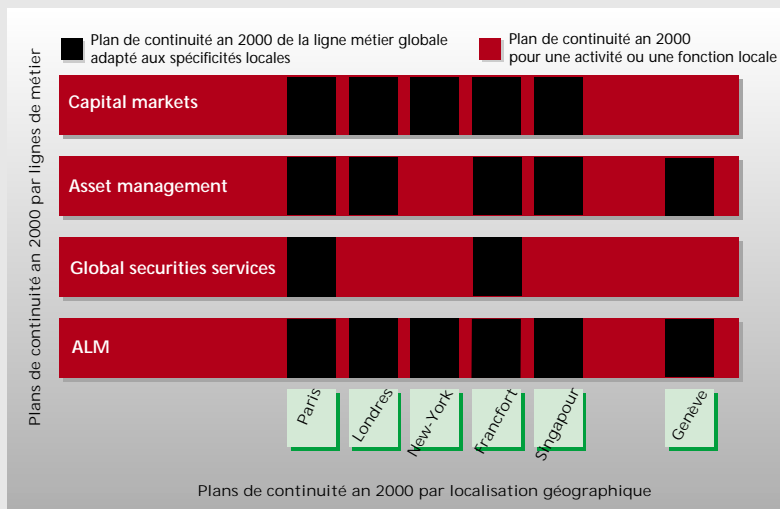 Plan de continuité an 2000 de la ligne métier globale
adapté aux spécificités locales
Plan de continuité an 2000
pour une activité ou une fonction locale
Plans de continuité an 2000 par lignes de métier
Capital markets
Asset management
Global securities services
ALM
Paris
Londres
New-York
Francfort
Singapour
Genève
Plans de continuité an 2000 par localisation géographique